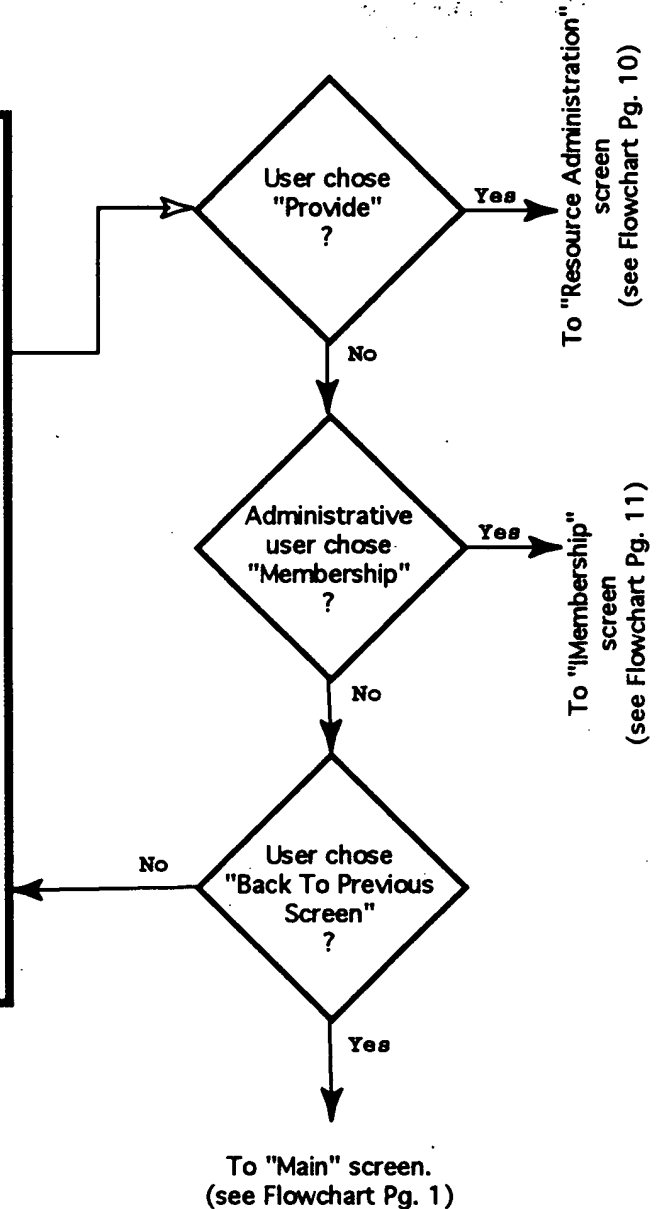 User chose
"Provide"
?
Yes
To "Resource Administration"
screen
(see Flowchart Pg. 10)
No
Administrative
user chose
"Membership"
?
Yes
To "IMembership"
screen
(see Flowchart Pg. 11)
No
User chose
"Back To Previous
Screen"
?
No
Yes
To "Main" screen.
(see Flowchart Pg. 1)